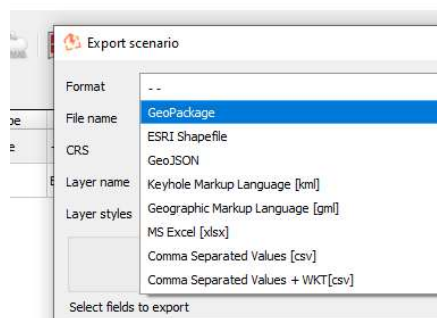 Export scenario
Format
- -
GeoPackage
File name
ESRI Shapefile
CRS
GeoJSON
Keyhole Markup Language [kml]
Layer name
Geographic Markup Language [gml]
Layer styles
MS Excel [xlsx]
Comma Separated Values [csv]
Comma Separated Values + WKT[csv]
Select fields to export